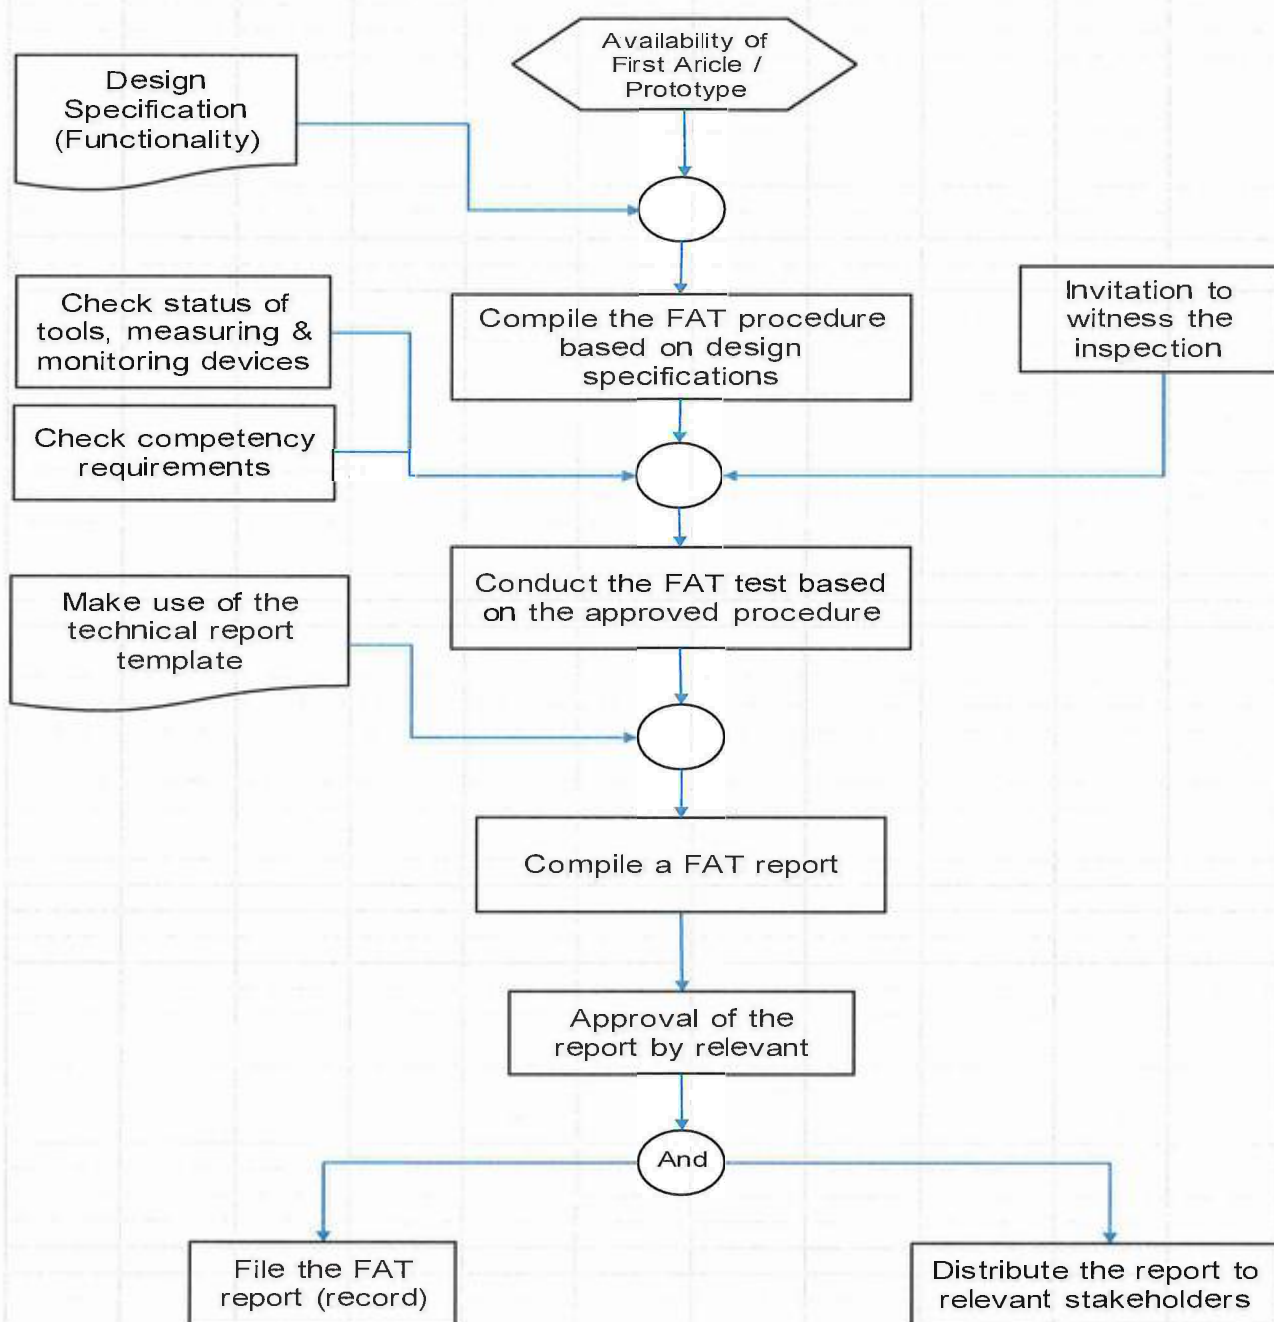 Availability of
First Aricle /
Prototype
Design
Specification
(Functionality)
Check status of
tools, measuring &
monitoring devices
Compile the FAT procedure
based on design
specifications
Invitation to
witness the
inspection
Check competency
requirements
Conduct the FAT test based
on the approved procedure
Make use of the
technical report
template
Compile a FAT report
Approval of the
report by relevant
And
File the FAT
report (record)
Distribute the report to
relevant stakeholders